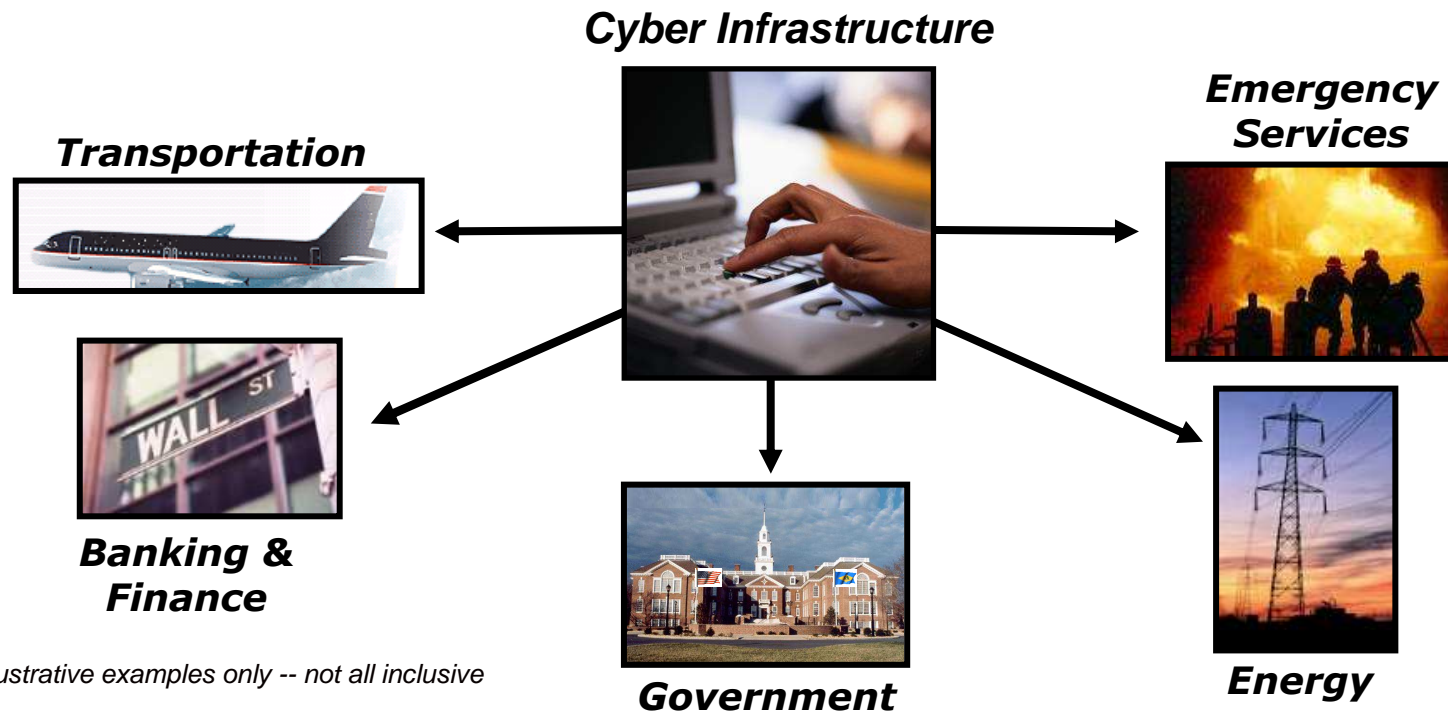 Cyber Infrastructure
Emergency
Services
Transportation
WALL ST
Banking &
Finance
Government
Energy
ustrative examples only -- not all inclusive